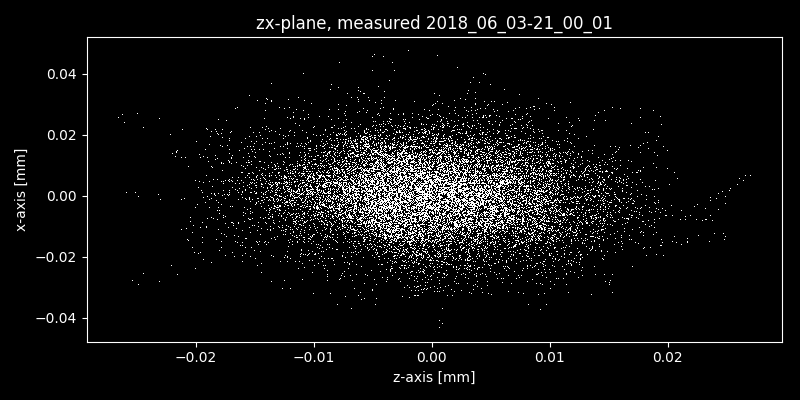 zx-plane, measured 2018_06_03-21_00_01
0.04
0.02
0.00
−0.02
−0.04
x-axis [mm]
−0.02 −0.01 0.00 0.01 0.02
z-axis [mm]